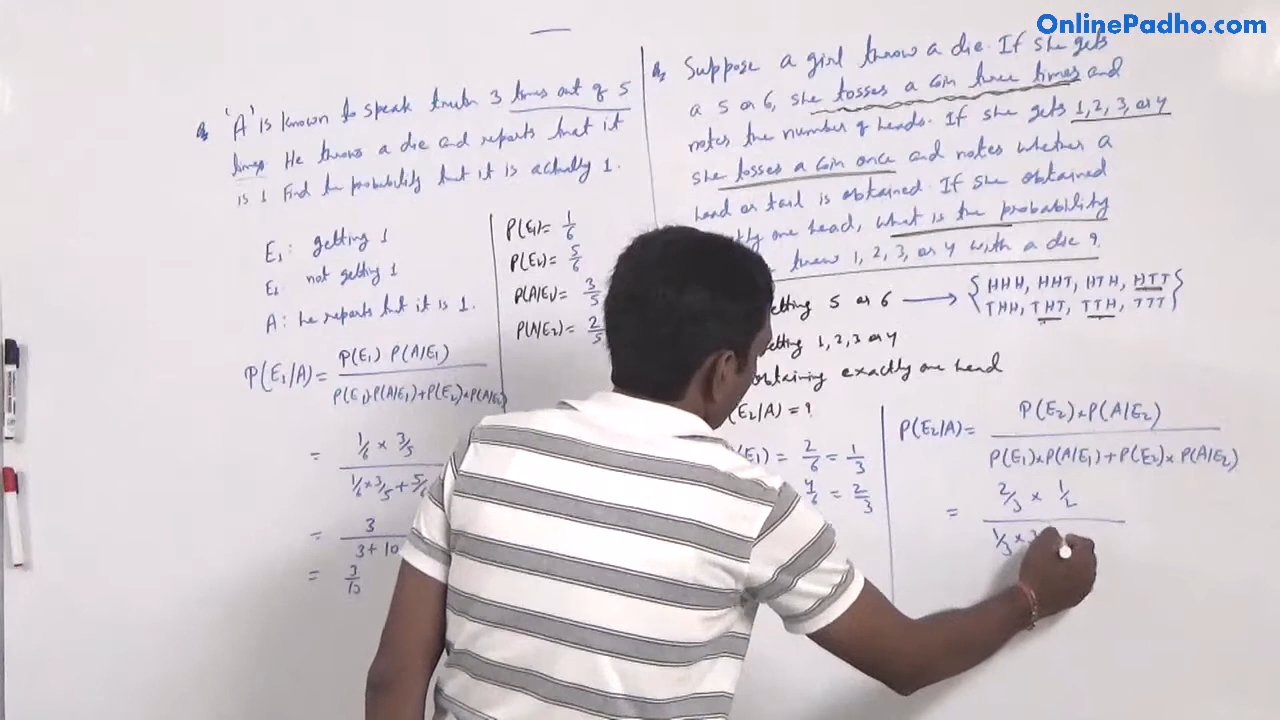 OnlinePadho.com
Q 'A' is known to speak truth 3 times out of 5
times. He throws a die and reports that it
is 1 Find the probability that it is actually 1.
E₁: getting 1
E₂ not getting 1
A: he reports that it is 1.
P(E₁) = 1/6
P(E₂) = 5/6
P(A/E₁) = 3/5
P(A/E₂) = 2/5
P(E₁/A) = P(E₁) P(A/E₁)
P(E₁)·P(A/E₁)+P(E₂)×P(A/E₂)
= 1/6 × 3/5
1/6 × 3/5 + 5/6
= 3
3 + 10
= 3/13
Q Suppose a girl throw a die. If she gets
a 5 or 6, she tosses a coin three times and
notes the number of heads. If she gets 1,2,3, or 4
she tosses a coin once and notes whether a
head or tail is obtained. If she obtained
one head, what is the probability
threw 1, 2, 3, or 4 with a die ?
5 or 6 → {HHH, HHT, HTH, HTT
THH, THT, TTH, TTT}
1,2,3 or 4
obtaining exactly one head
(E₂/A) = ?
(E₁) = 2/6 = 1/3
4/6 = 2/3
P(E₂/A) = P(E₂)×P(A/E₂)
P(E₁)×P(A/E₁)+P(E₂)×P(A/E₂)
= 2/3 × 1/2
1/3 × 3